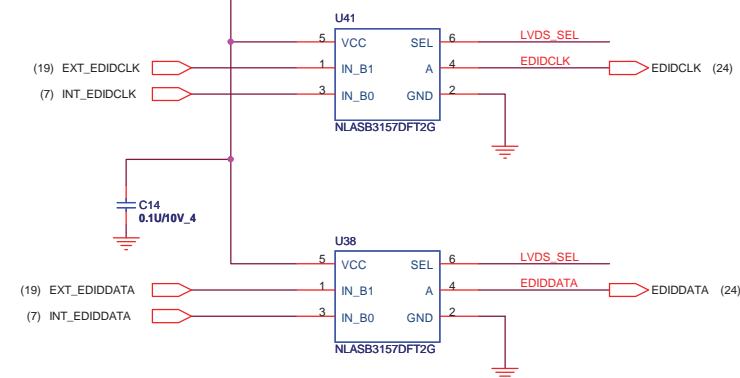 U41
5 VCC SEL 6 LVDS_SEL
(19) EXT_EDIDCLK 1 IN_B1 A 4 EDIDCLK EDIDCLK (24)
(7) INT_EDIDCLK 3 IN_B0 GND 2
NLASB3157DFT2G
C14
0.1U/10V_4
U38
5 VCC SEL 6 LVDS_SEL
(19) EXT_EDIDDATA 1 IN_B1 A 4 EDIDDATA EDIDDATA (24)
(7) INT_EDIDDATA 3 IN_B0 GND 2
NLASB3157DFT2G